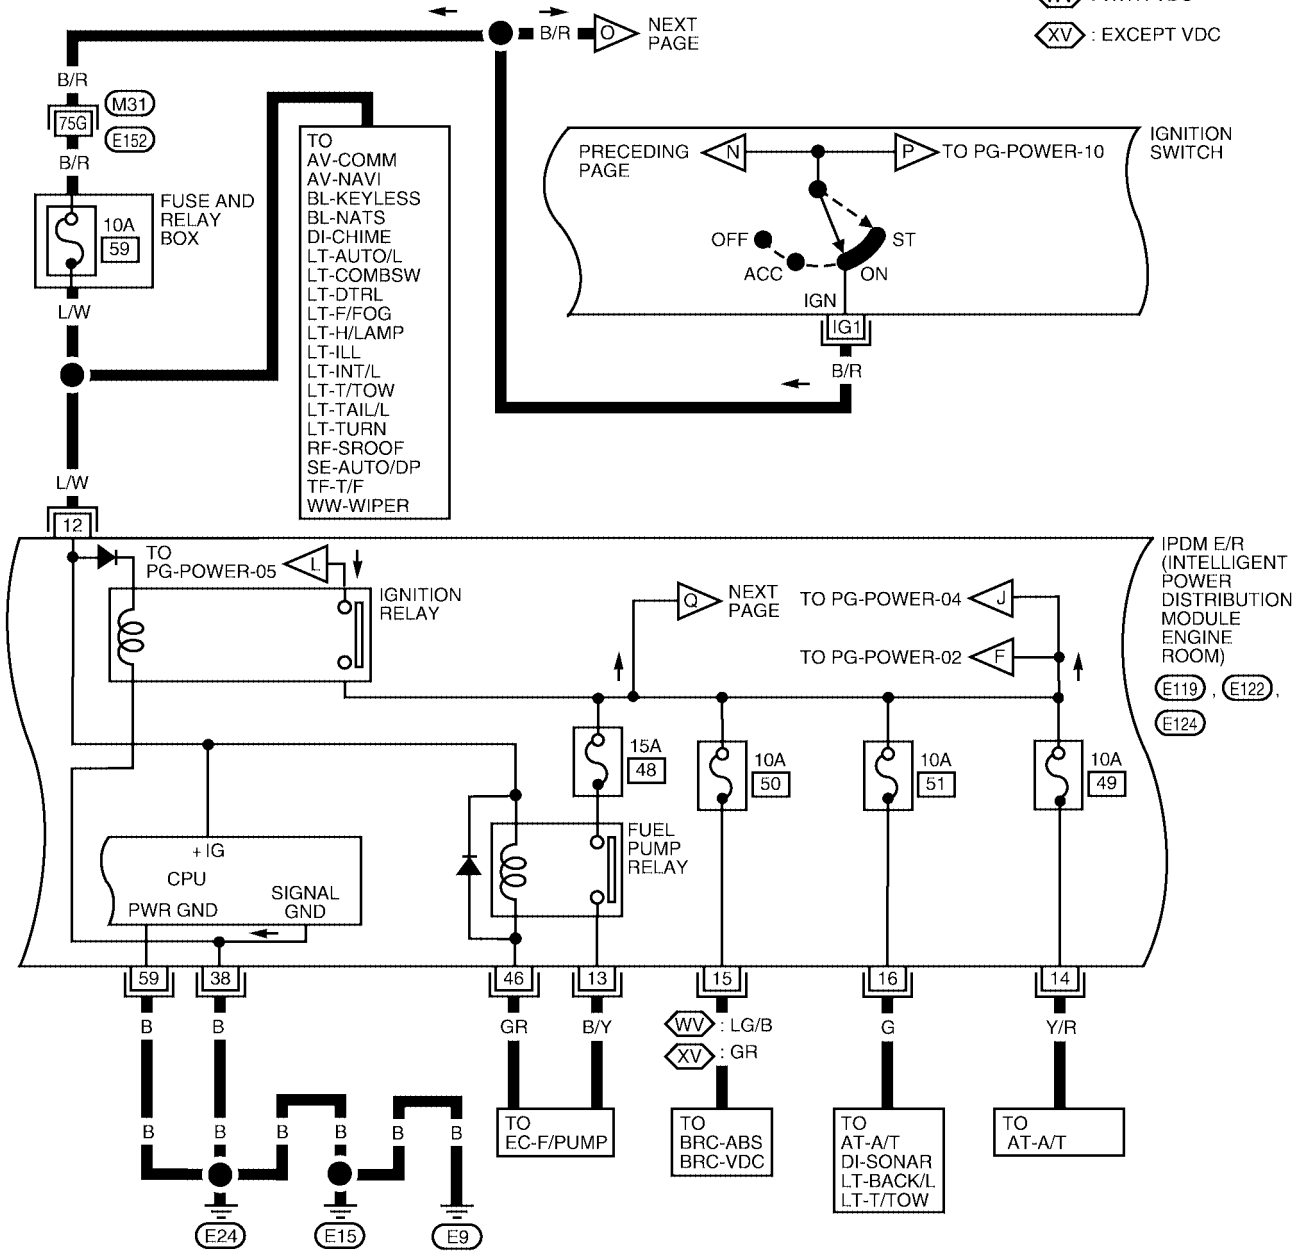 B/R
O
NEXT
PAGE
XV : EXCEPT VDC
B/R
75G
M31
E152
B/R
FUSE AND
RELAY
BOX
10A
59
L/W
TO
AV-COMM
AV-NAVI
BL-KEYLESS
BL-NATS
DI-CHIME
LT-AUTO/L
LT-COMBSW
LT-DTRL
LT-F/FOG
LT-H/LAMP
LT-ILL
LT-INT/L
LT-T/TOW
LT-TAIL/L
LT-TURN
RF-SROOF
SE-AUTO/DP
TF-T/F
WW-WIPER
IGNITION
SWITCH
PRECEDING
PAGE
N
P
TO PG-POWER-10
OFF
ST
ACC
ON
IGN
IG1
B/R
L/W
12
TO
PG-POWER-05
L
IGNITION
RELAY
Q
NEXT
PAGE
TO PG-POWER-04
J
TO PG-POWER-02
F
IPDM E/R
(INTELLIGENT
POWER
DISTRIBUTION
MODULE
ENGINE
ROOM)
E119 , E122 ,
E124
15A
48
10A
50
10A
51
10A
49
FUEL
PUMP
RELAY
+ IG
CPU
SIGNAL
GND
PWR GND
59
38
46
13
15
16
14
B
B
GR
B/Y
WV : LG/B
XV : GR
G
Y/R
TO
EC-F/PUMP
TO
BRC-ABS
BRC-VDC
TO
AT-A/T
DI-SONAR
LT-BACK/L
LT-T/TOW
TO
AT-A/T
B
B
B
B
B
B
E24
E15
E9